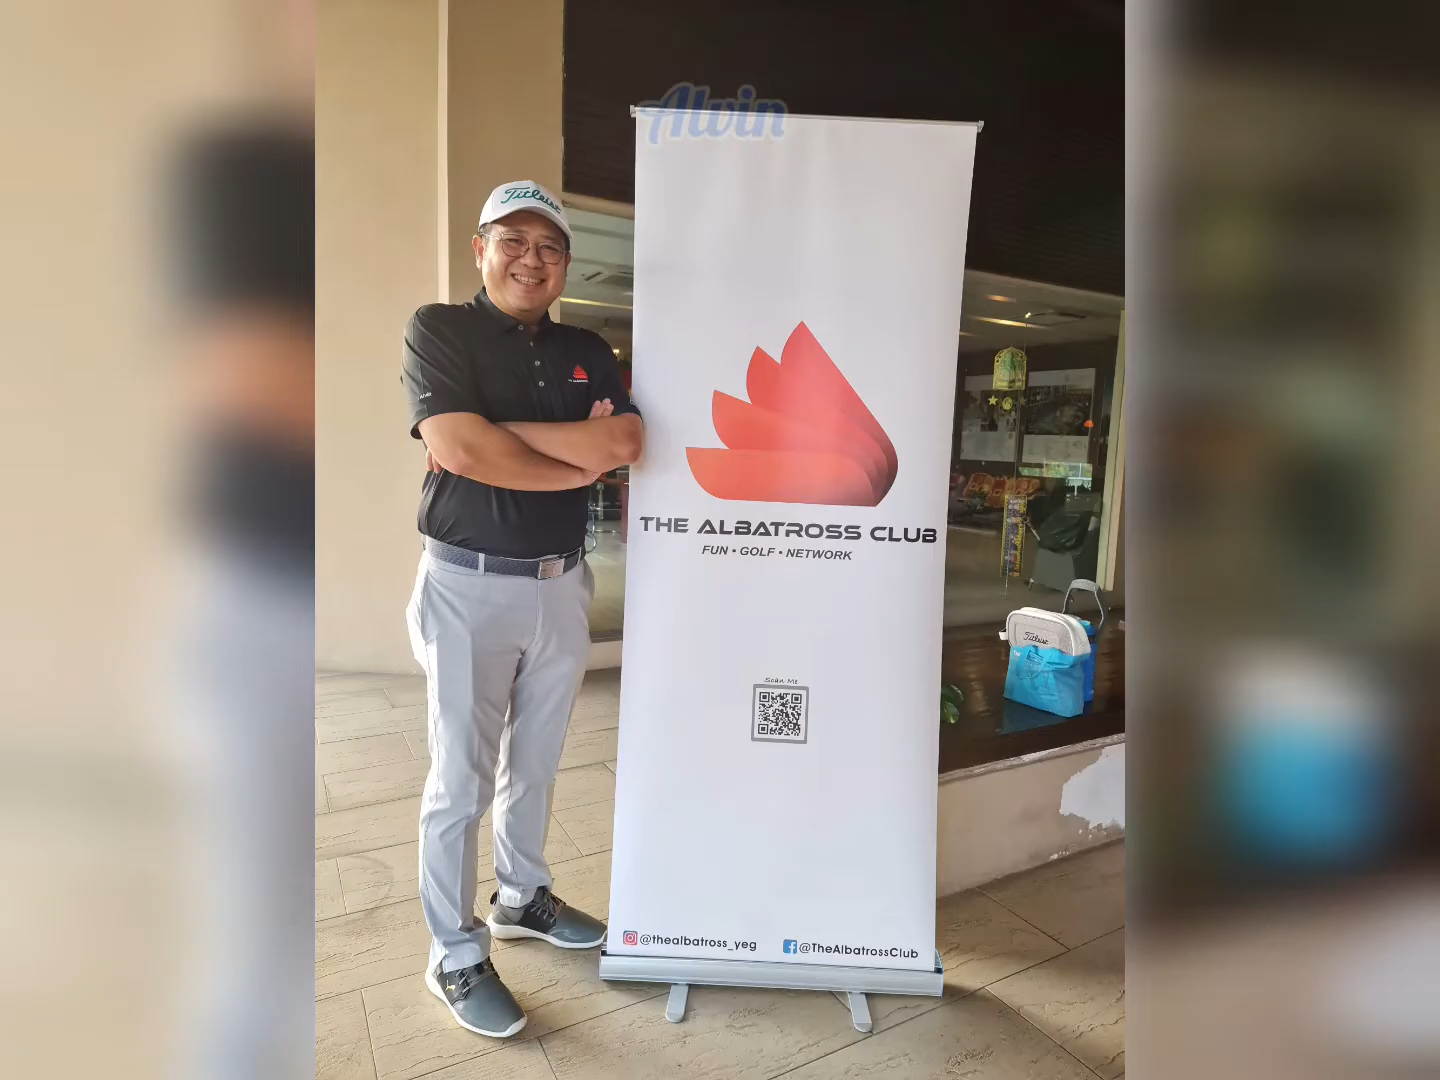 Alvin
Titleist
THE ALBATROSS CLUB
FUN • GOLF • NETWORK
Titleist
Scan Me
@thealbatross_yeg
@TheAlbatrossClub